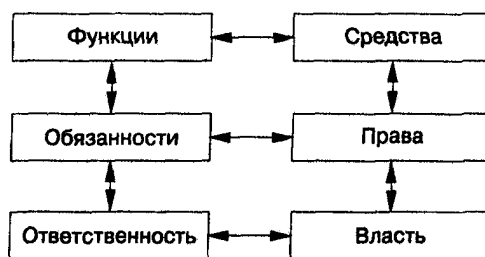 Функции
Средства
Обязанности
Права
Ответственность
Власть